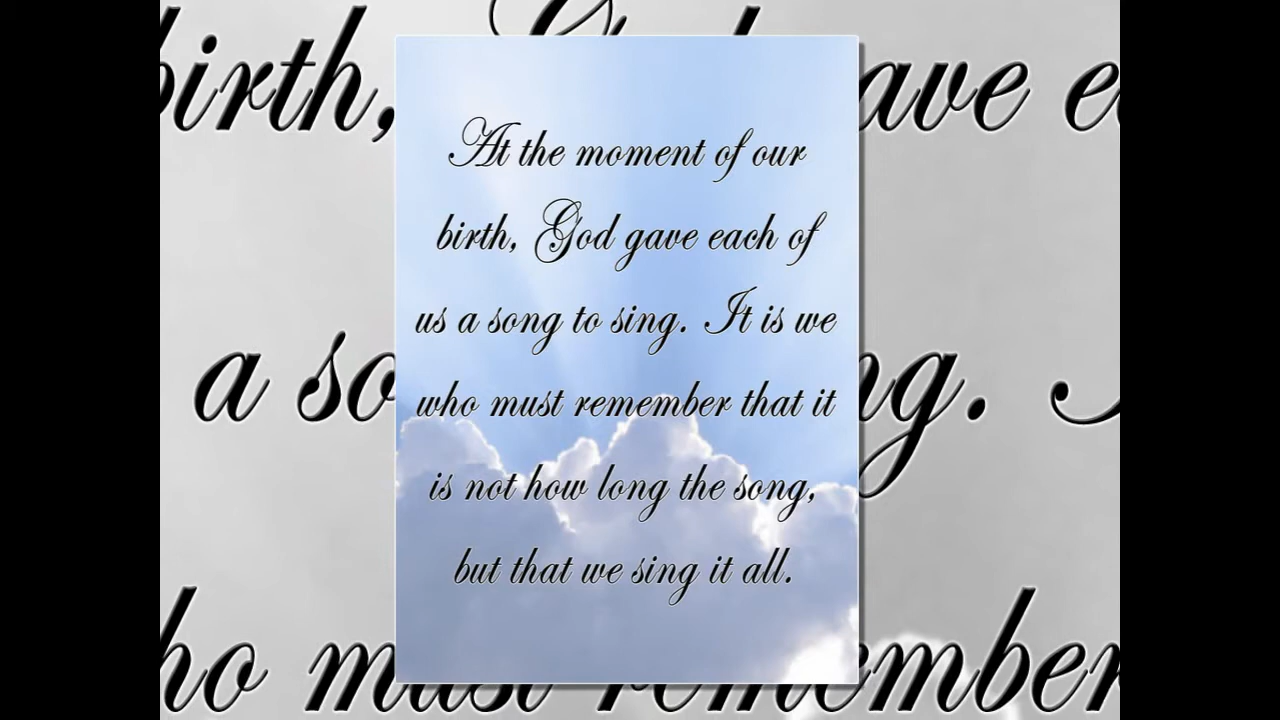 At the moment of our
birth, God gave each of
us a song to sing. It is we
who must remember that it
is not how long the song,
but that we sing it all.